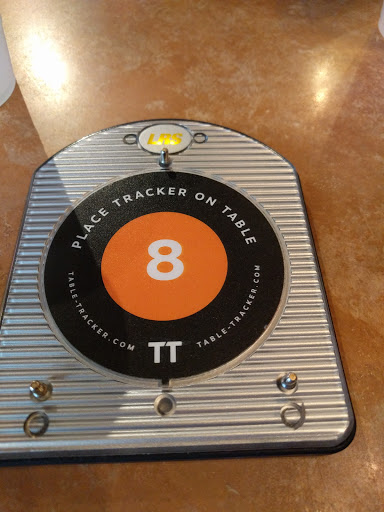 LRS
PLACE TRACKER ON TABLE
8
TABLE-TRACKER.COM
TT
TABLE-TRACKER.COM